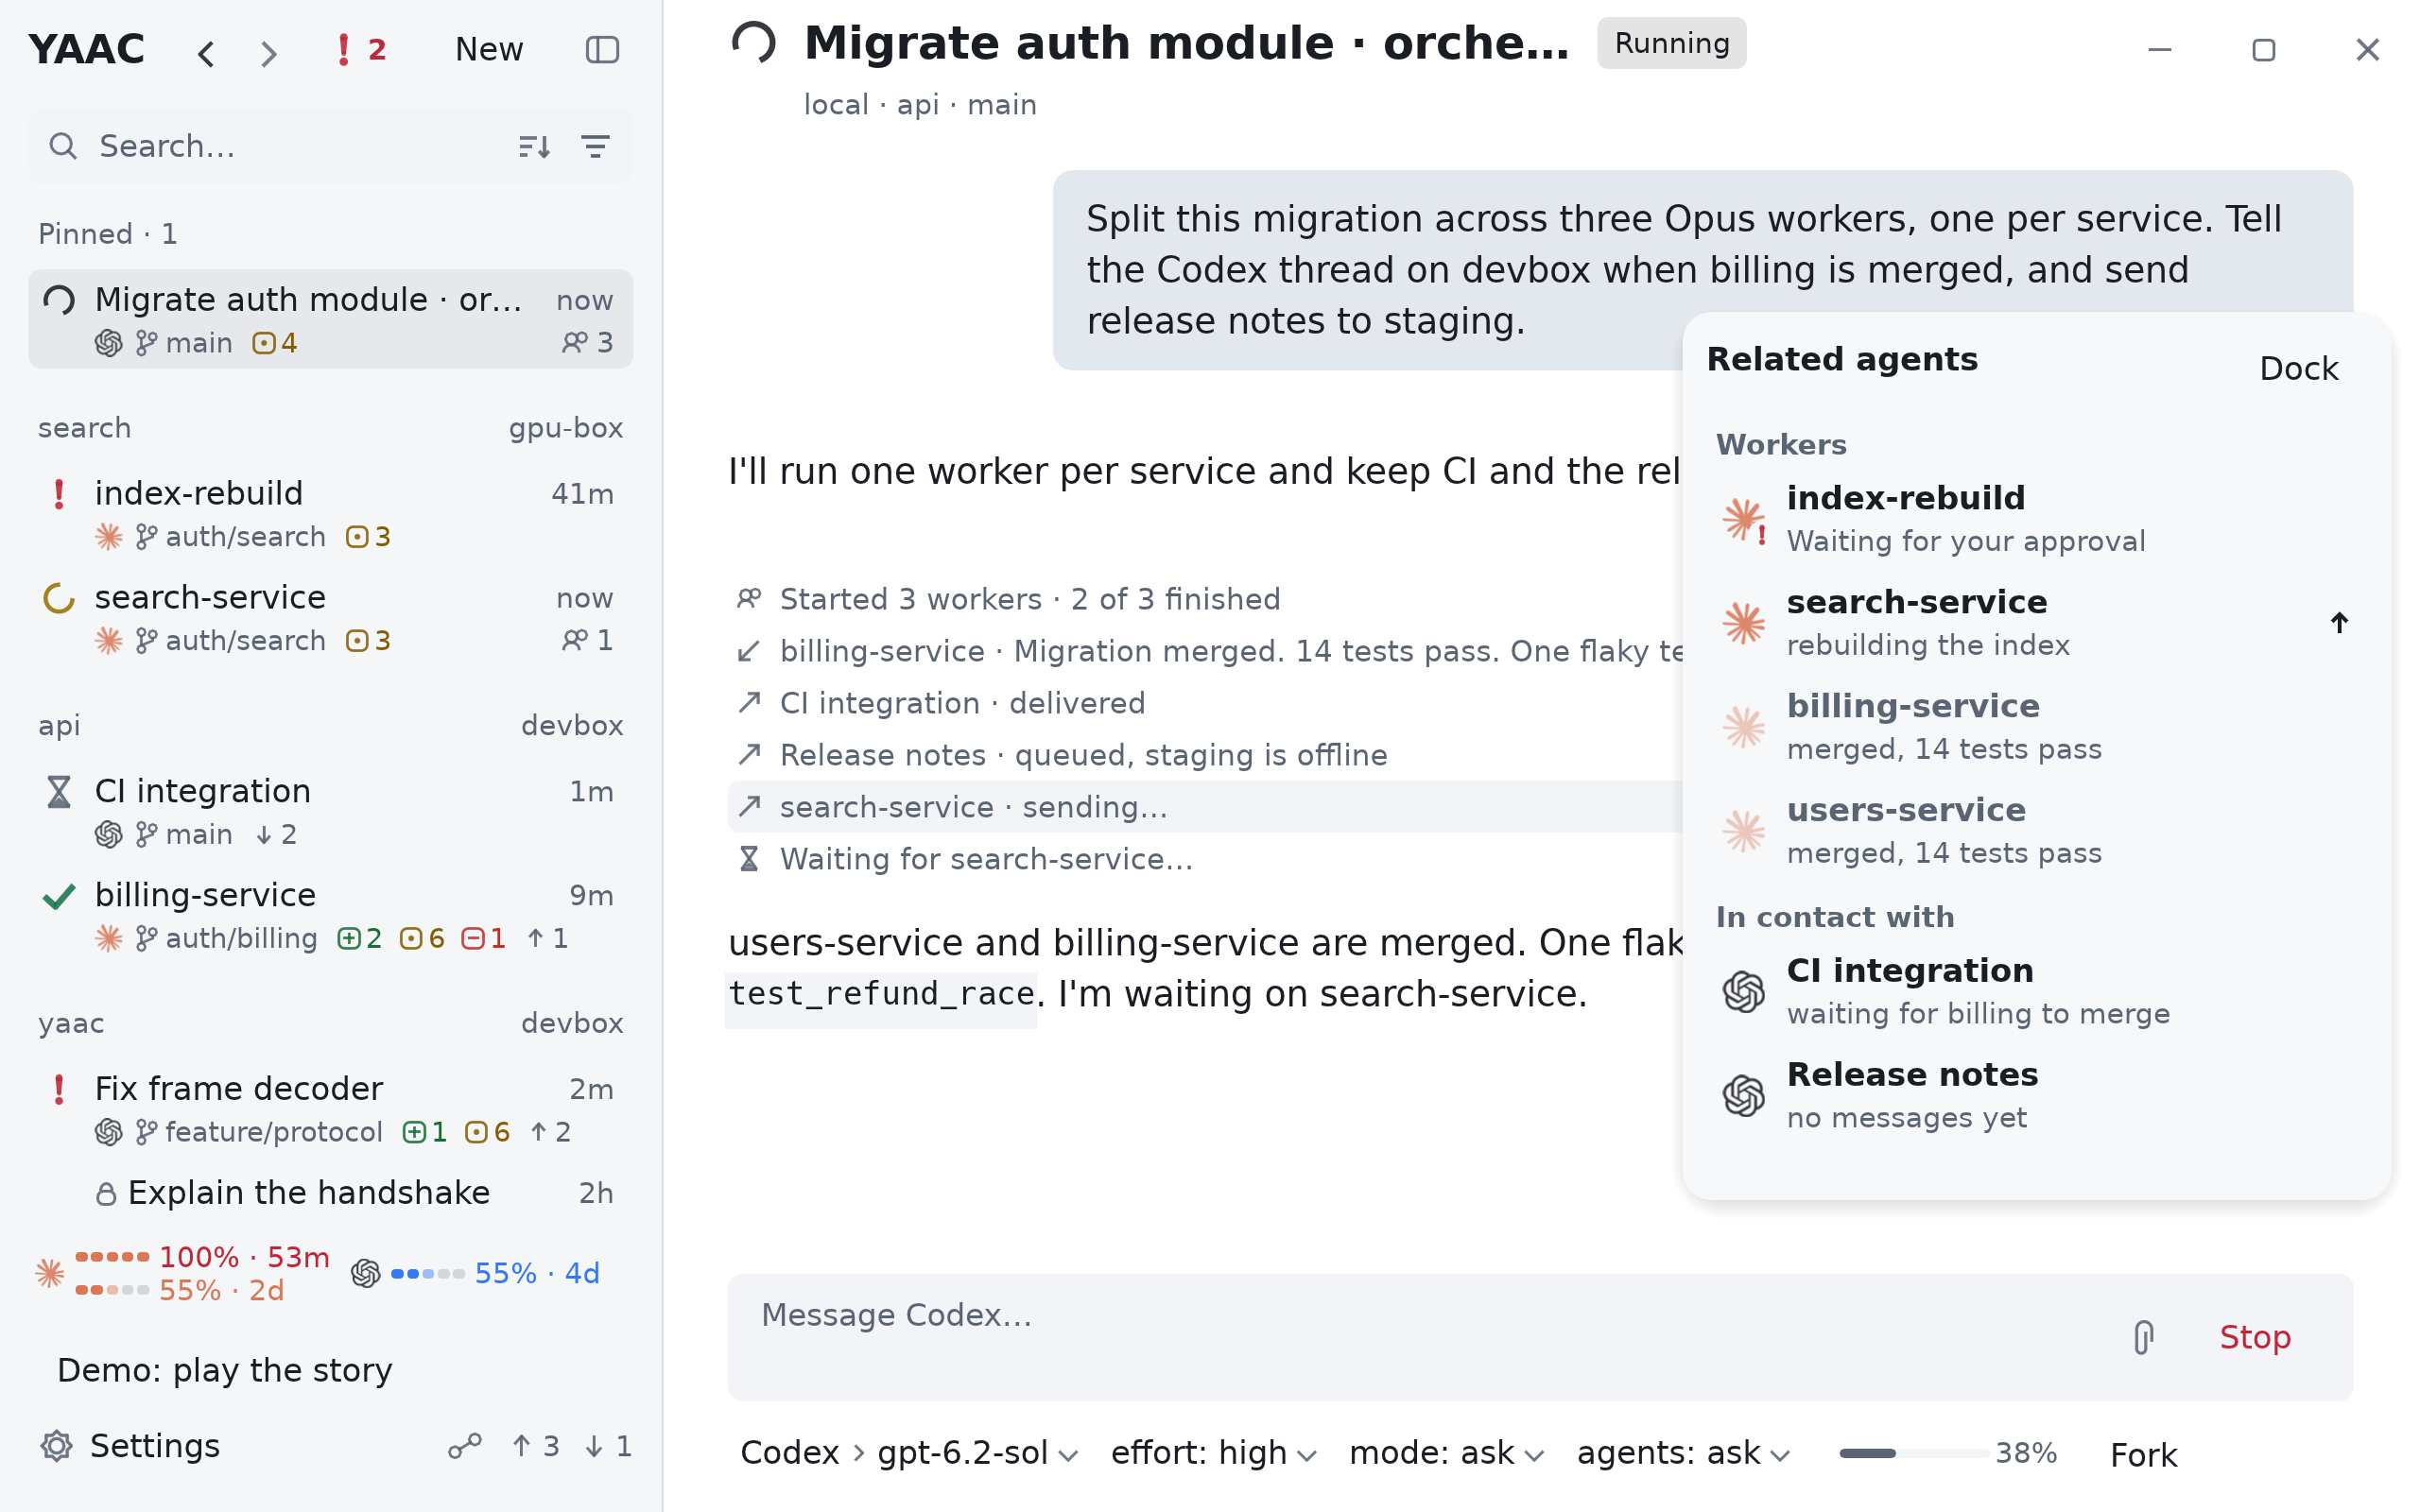 YAAC
2
New
Search...
Pinned · 1
Migrate auth module · or... now
main 4 3
search gpu-box
index-rebuild 41m
auth/search 3
search-service now
auth/search 3 1
api devbox
CI integration 1m
main ↓ 2
billing-service 9m
auth/billing 2 6 1 ↑ 1
yaac devbox
Fix frame decoder 2m
feature/protocol 1 6 ↑ 2
Explain the handshake 2h
100% · 53m
55% · 2d
55% · 4d
Demo: play the story
Settings ↑ 3 ↓ 1
Migrate auth module · orche... Running
local · api · main
Split this migration across three Opus workers, one per service. Tell
the Codex thread on devbox when billing is merged, and send
release notes to staging.
I'll run one worker per service and keep CI and the rel
Started 3 workers · 2 of 3 finished
billing-service · Migration merged. 14 tests pass. One flaky te
CI integration · delivered
Release notes · queued, staging is offline
search-service · sending...
Waiting for search-service...
users-service and billing-service are merged. One flak
test_refund_race. I'm waiting on search-service.
Related agents Dock
Workers
index-rebuild
Waiting for your approval
search-service
rebuilding the index
billing-service
merged, 14 tests pass
users-service
merged, 14 tests pass
In contact with
CI integration
waiting for billing to merge
Release notes
no messages yet
Message Codex...
Stop
Codex > gpt-6.2-sol effort: high mode: ask agents: ask 38% Fork